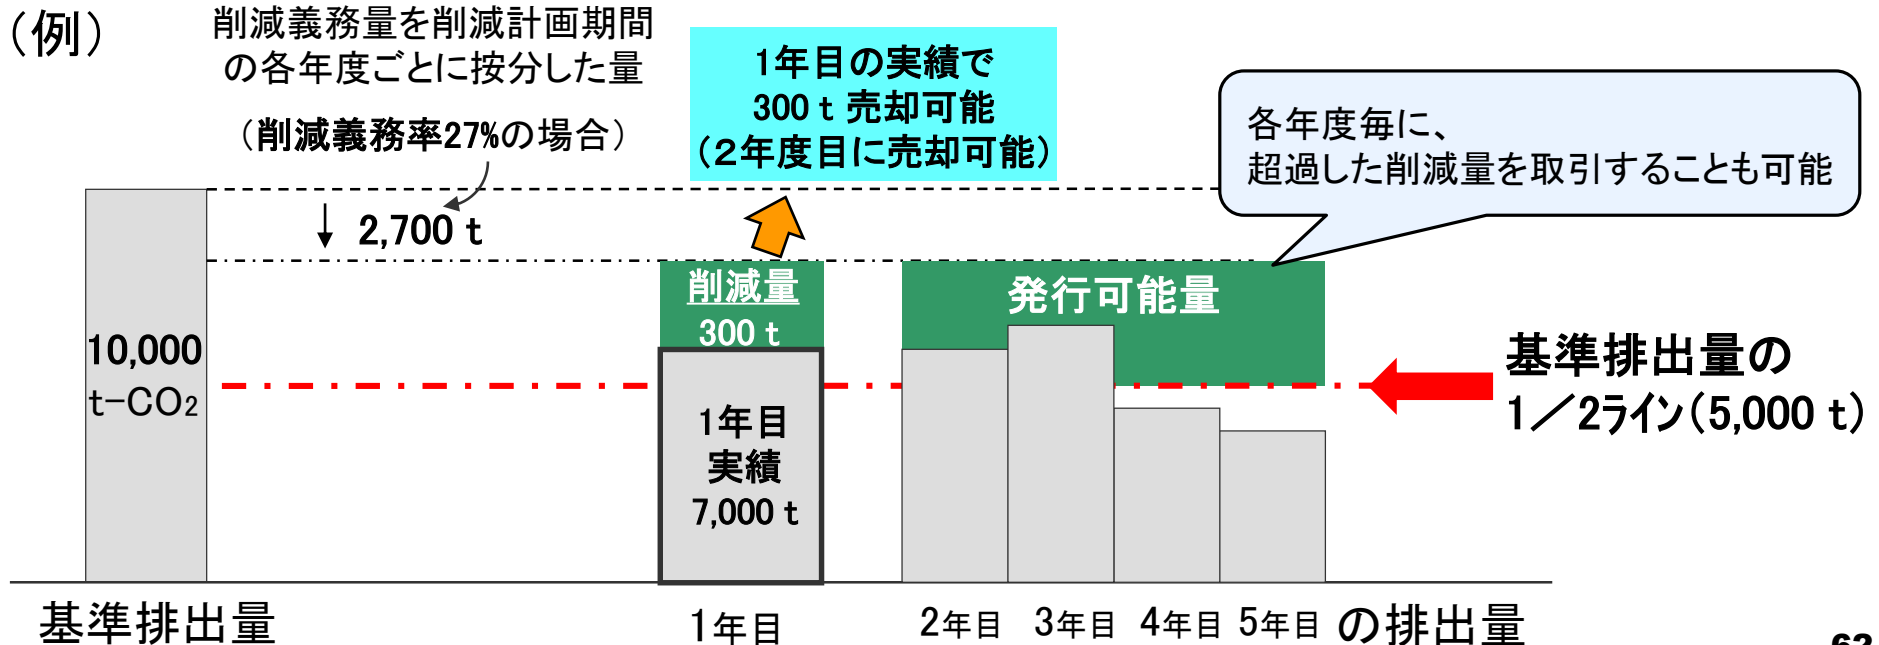 （例）
削減義務量を削減計画期間
の各年度ごとに按分した量
（削減義務率27%の場合）
1年目の実績で
300ｔ売却可能
（2年度目に売却可能）
各年度毎に、
超過した削減量を取引することも可能
2,700 t
削減量
300 t
発行可能量
10,000
t-CO2
1年目
実績
7,000 t
基準排出量の
1／2ライン（5,000 t）
基準排出量
1年目
2年目 3年目 4年目 5年目 の排出量